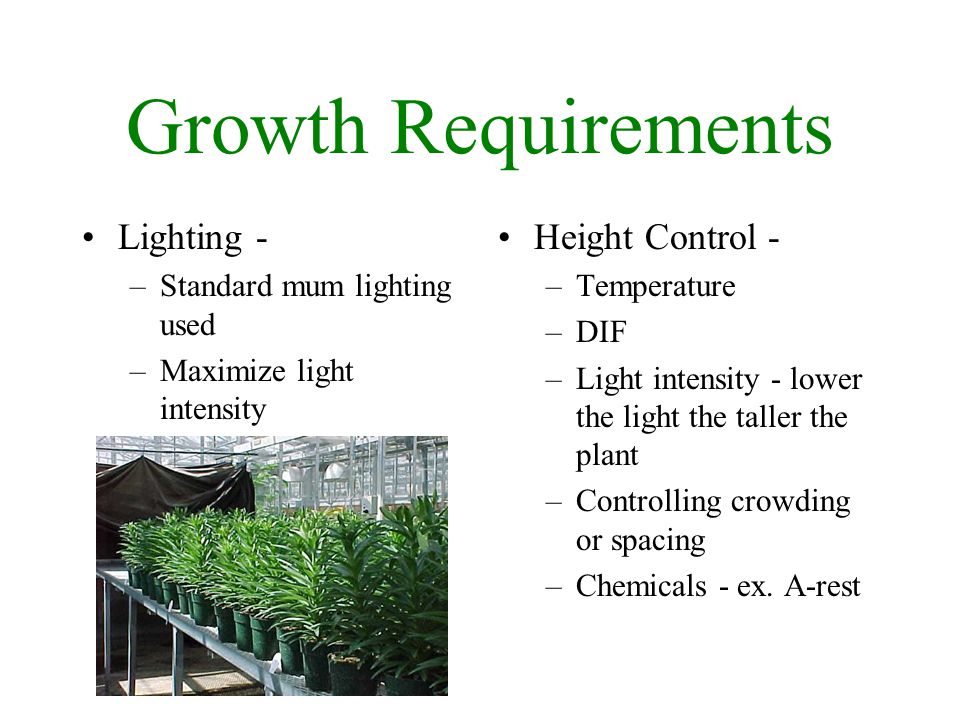 Growth Requirements
• Lighting -
– Standard mum lighting
used
– Maximize light
intensity
• Height Control -
– Temperature
– DIF
– Light intensity - lower
the light the taller the
plant
– Controlling crowding
or spacing
– Chemicals - ex. A-rest